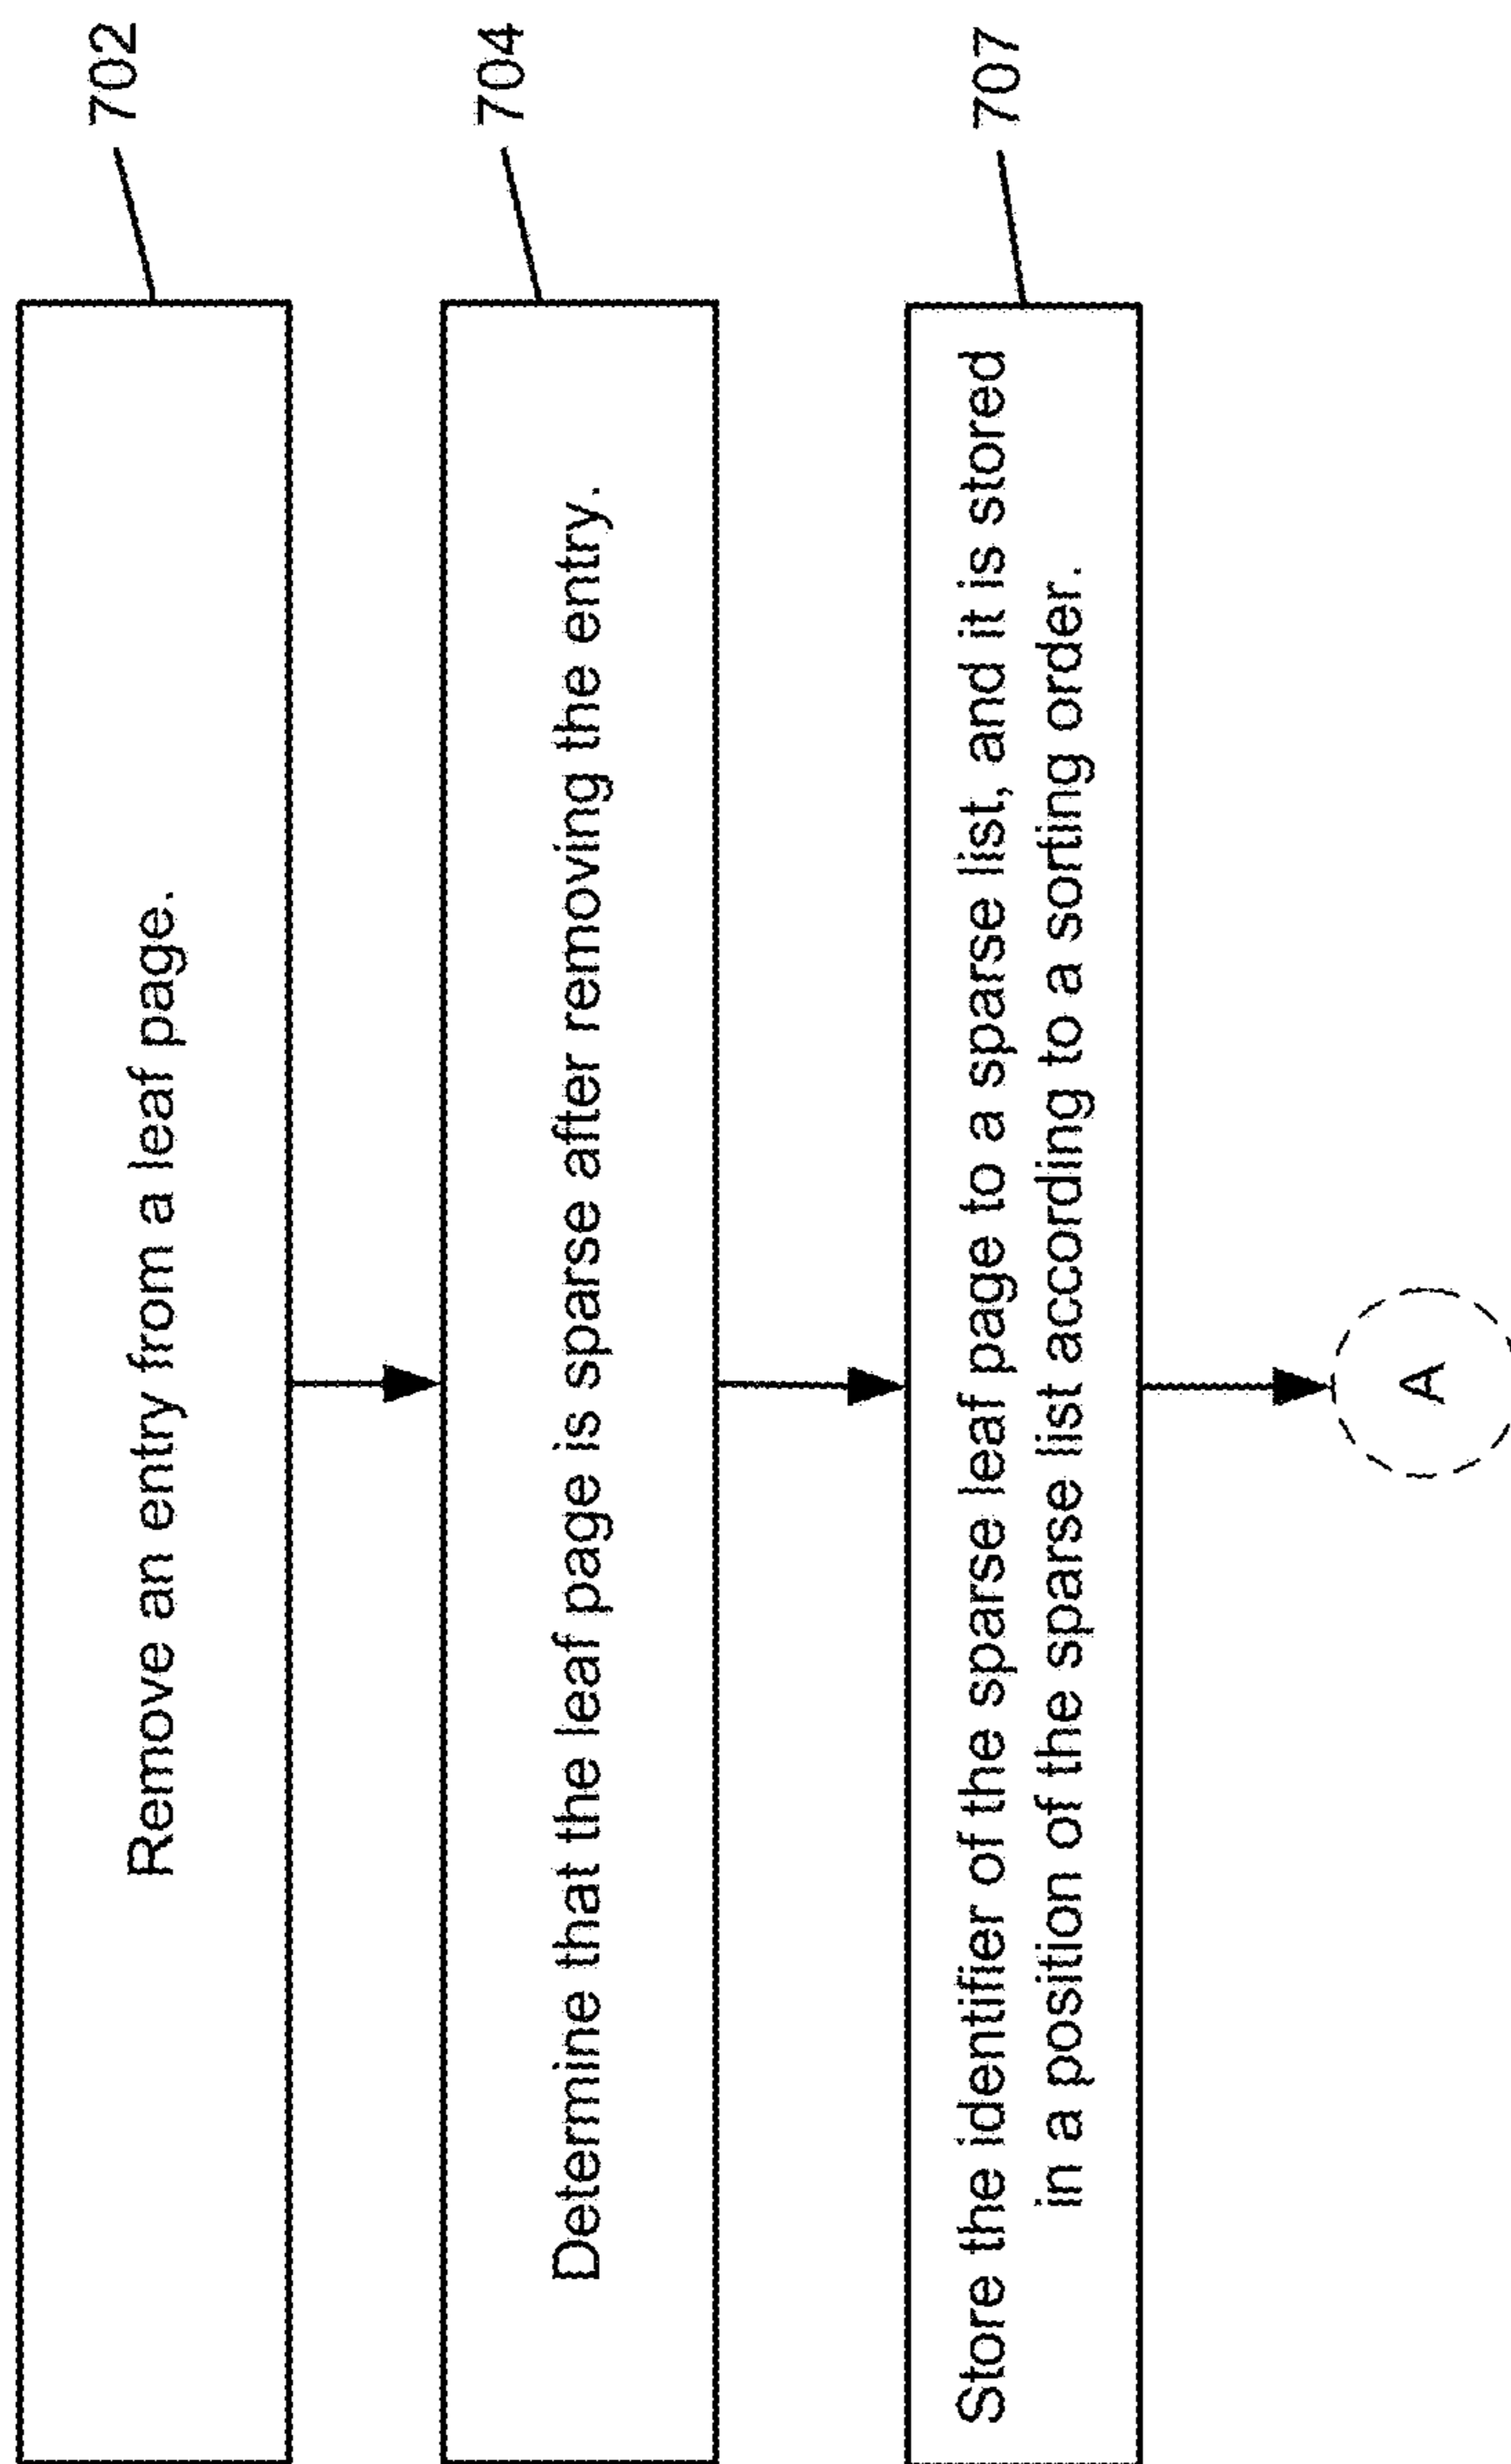 Remove an entry from a leaf page.
702
Determine that the leaf page is sparse after removing the entry.
704
Store the identifier of the sparse leaf page to a sparse list, and it is stored
in a position of the sparse list according to a sorting order.
707
A